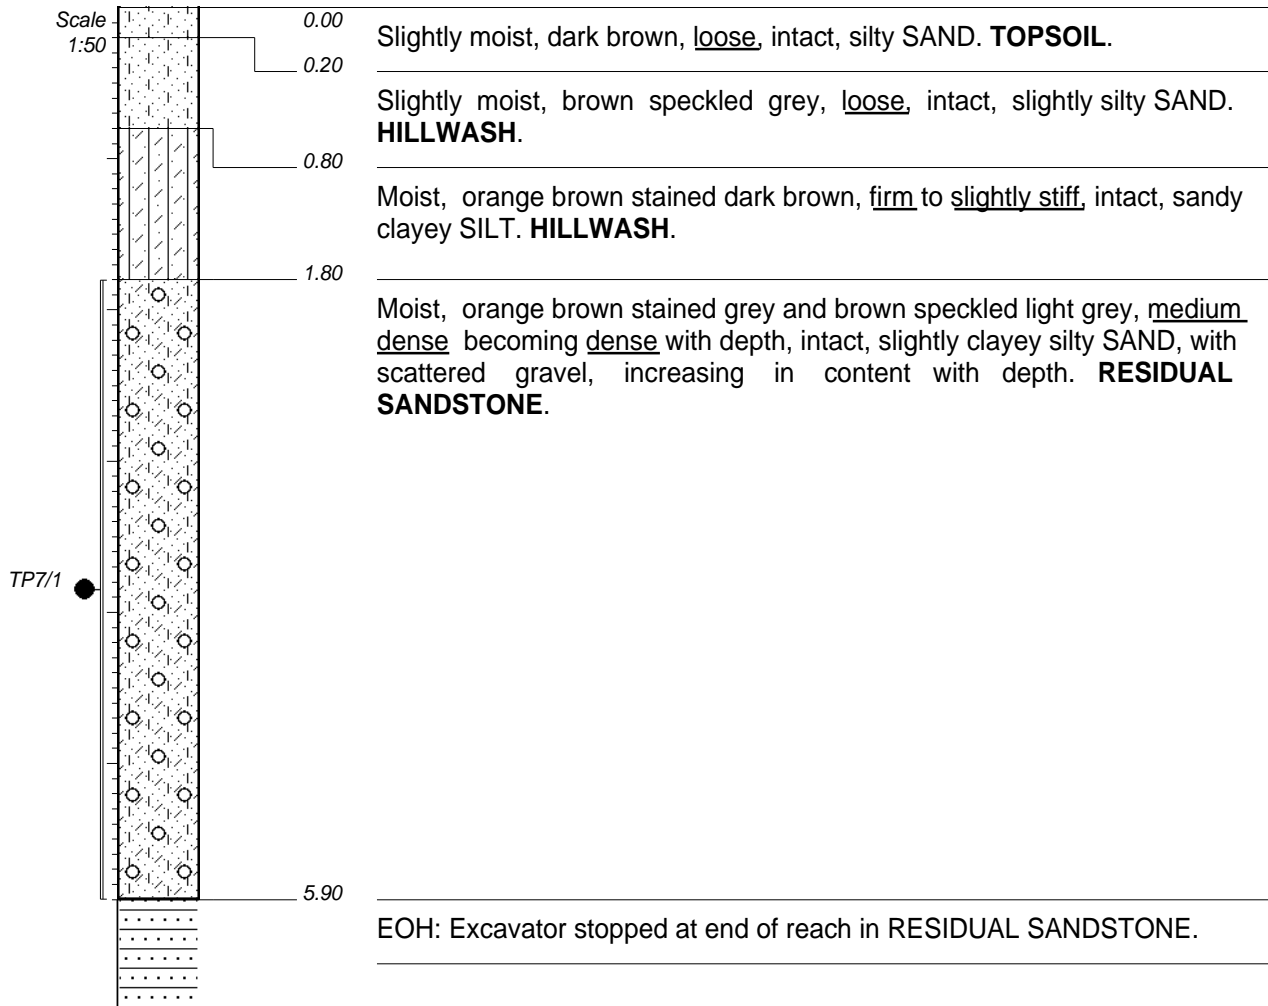 Scale
1:50
0.00
Slightly moist, dark brown, loose, intact, silty SAND. TOPSOIL.
0.20
Slightly moist, brown speckled grey, loose, intact, slightly silty SAND.
HILLWASH.
0.80
Moist, orange brown stained dark brown, firm to slightly stiff, intact, sandy
clayey SILT. HILLWASH.
1.80
Moist, orange brown stained grey and brown speckled light grey, medium
dense becoming dense with depth, intact, slightly clayey silty SAND, with
scattered gravel, increasing in content with depth. RESIDUAL
SANDSTONE.
TP7/1
5.90
EOH: Excavator stopped at end of reach in RESIDUAL SANDSTONE.